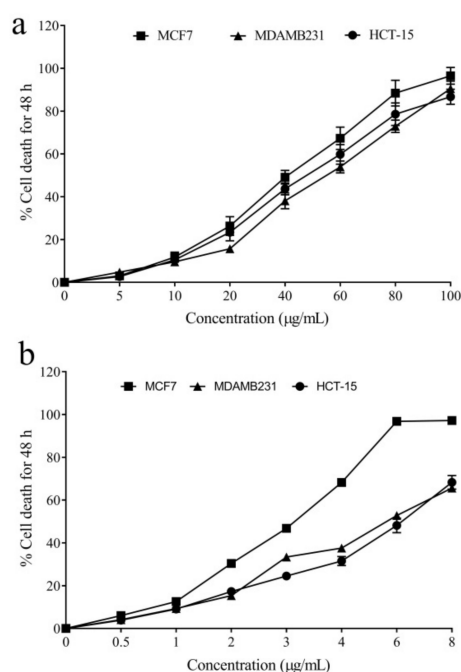 a
MCF7 MDAMB231 HCT-15
120
100
80
60
40
20
0
% Cell death for 48 h
0 5 10 20 40 60 80 100
Concentration (μg/mL)
b
MCF7 MDAMB231 HCT-15
120
100
80
60
40
20
0
% Cell death for 48 h
0 0.5 1 2 3 4 6 8
Concentration (μg/mL)